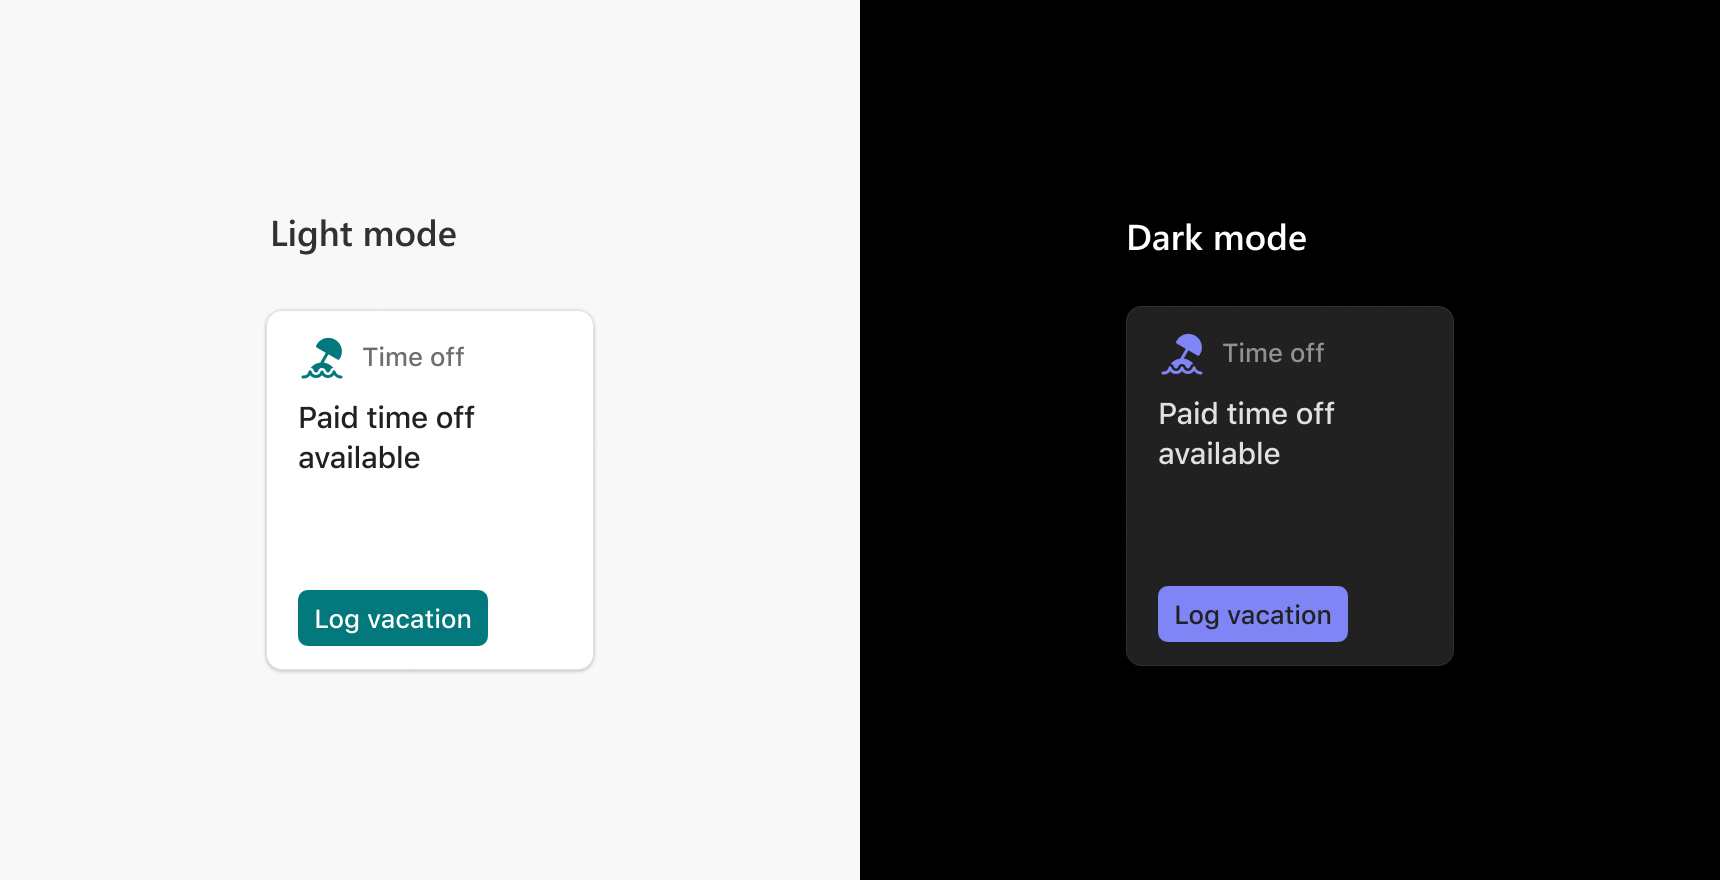 Light mode
Time off
Paid time off
available
Log vacation
Dark mode
Time off
Paid time off
available
Log vacation